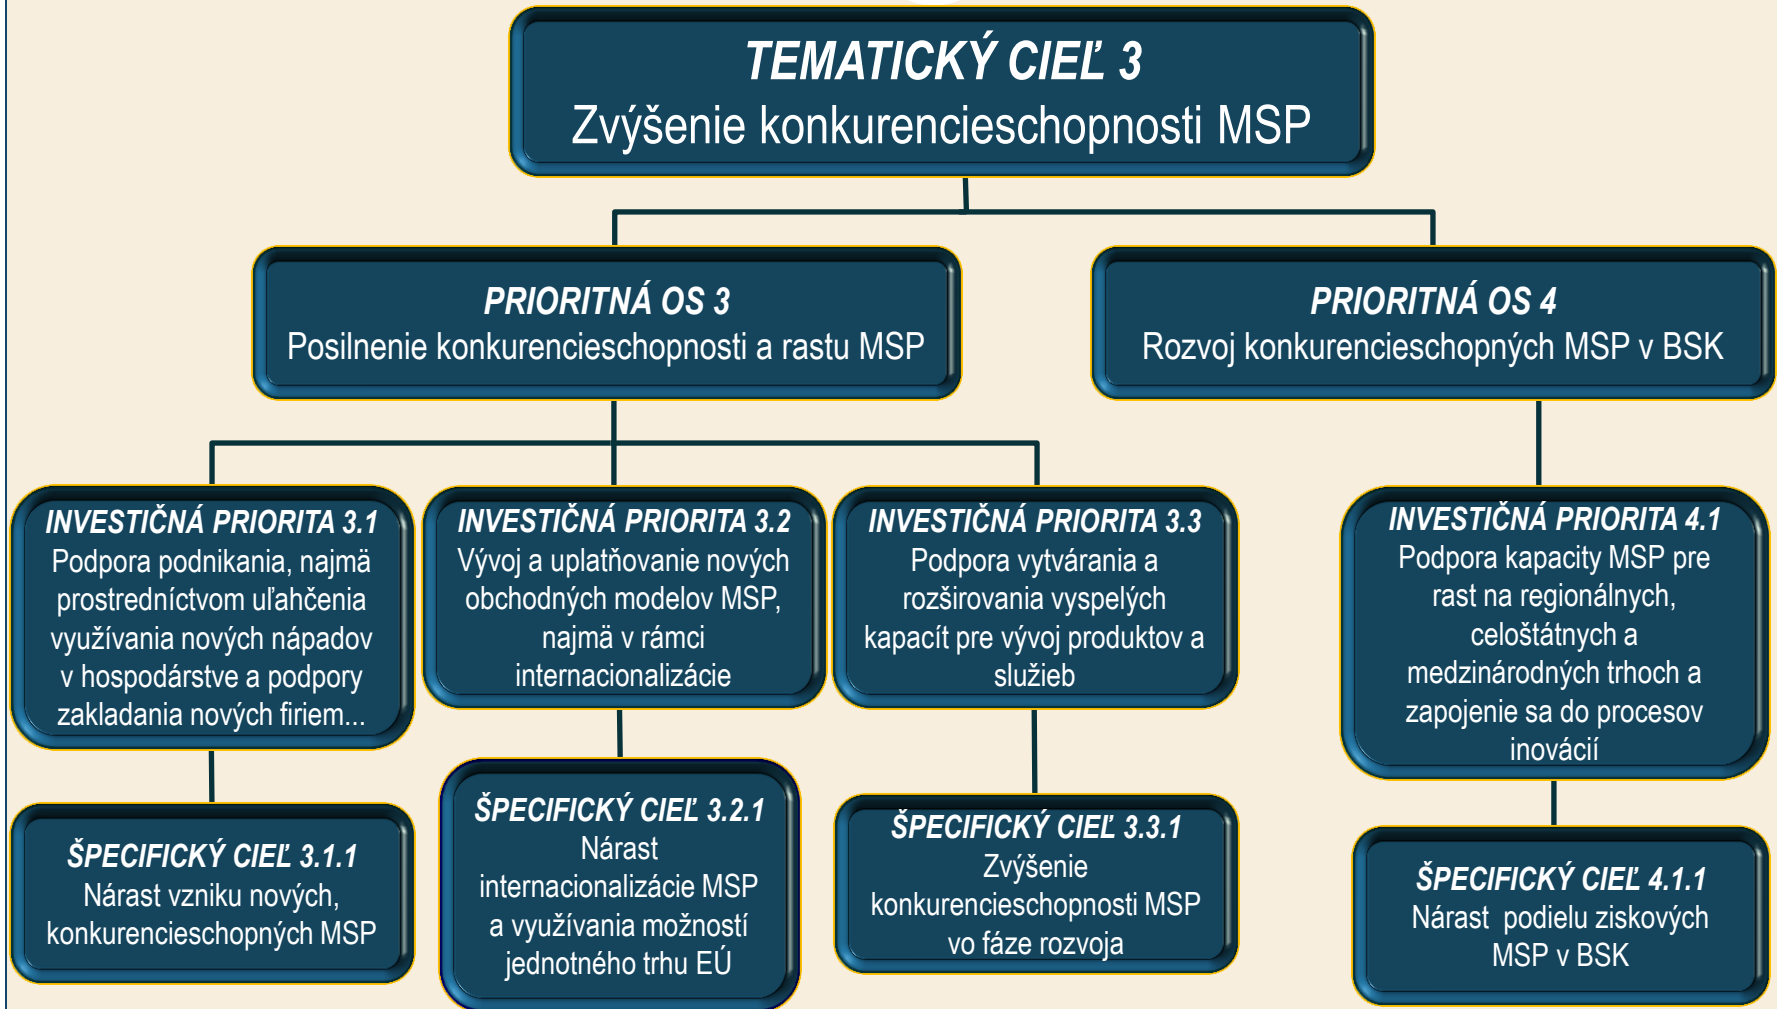 TEMATICKÝ CIEĽ 3
Zvýšenie konkurencieschopnosti MSP
PRIORITNÁ OS 3
Posilnenie konkurencieschopnosti a rastu MSP
PRIORITNÁ OS 4
Rozvoj konkurencieschopných MSP v BSK
INVESTIČNÁ PRIORITA 3.1
Podpora podnikania, najmä
prostredníctvom uľahčenia
využívania nových nápadov
v hospodárstve a podpory
zakladania nových firiem...
INVESTIČNÁ PRIORITA 3.2
Vývoj a uplatňovanie nových
obchodných modelov MSP,
najmä v rámci
internacionalizácie
INVESTIČNÁ PRIORITA 3.3
Podpora vytvárania a
rozširovania vyspelých
kapacít pre vývoj produktov a
služieb
INVESTIČNÁ PRIORITA 4.1
Podpora kapacity MSP pre
rast na regionálnych,
celoštátnych a
medzinárodných trhoch a
zapojenie sa do procesov
inovácií
ŠPECIFICKÝ CIEĽ 3.1.1
Nárast vzniku nových,
konkurencieschopných MSP
ŠPECIFICKÝ CIEĽ 3.2.1
Nárast
internacionalizácie MSP
a využívania možností
jednotného trhu EÚ
ŠPECIFICKÝ CIEĽ 3.3.1
Zvýšenie
konkurencieschopnosti MSP
vo fáze rozvoja
ŠPECIFICKÝ CIEĽ 4.1.1
Nárast  podielu ziskových
MSP v BSK